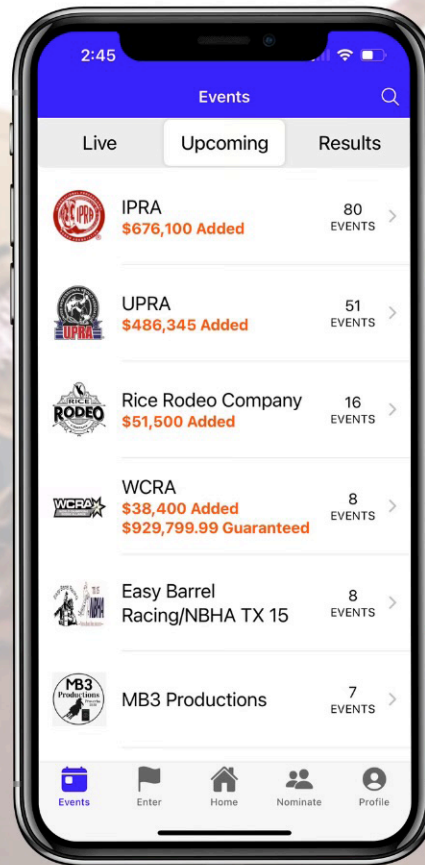 2:45
Events
Live
Upcoming
Results
IPRA
IPRA
$676,100 Added
80
EVENTS
UPRA
UPRA
$486,345 Added
51
EVENTS
RICE
RODEO
Rice Rodeo Company
$51,500 Added
16
EVENTS
WCRA
WCRA
$38,400 Added
$929,799.99 Guaranteed
8
EVENTS
Easy Barrel
Racing/NBHA TX 15
8
EVENTS
MB3
Productions
MB3 Productions
7
EVENTS
Events
Enter
Home
Nominate
Profile